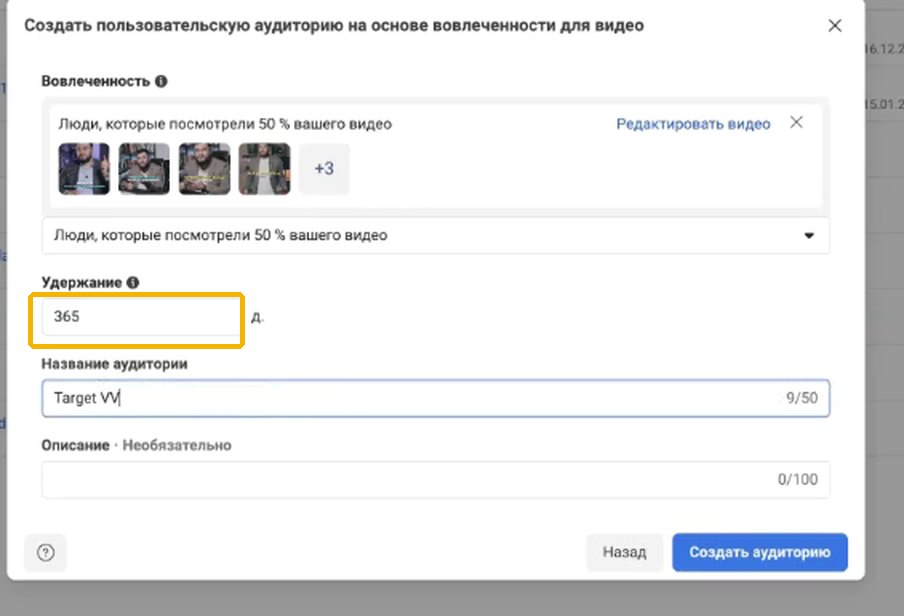 Создать пользовательскую аудиторию на основе вовлеченности для видео
16.12.2
Вовлеченность
15.01.2
Люди, которые посмотрели 50 % вашего видео
Редактировать видео
+3
Люди, которые посмотрели 50 % вашего видео
Удержание
365 д.
Название аудитории
Target VV 9/50
Описание · Необязательно
0/100
Назад
Создать аудиторию